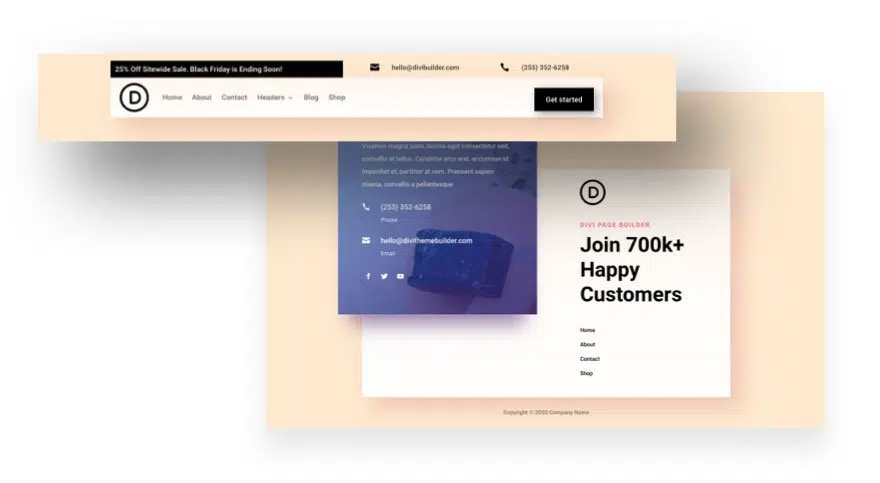 25% Off Sitewide Sale. Black Friday is Ending Soon!
hello@divibuilder.com
(255) 352-6258
D
Home About Contact Headers Blog Shop
Get started
Vivamus magna justo, lacinia eget consectetur sed,
convallis at tellus. Curabitur arcu erat, accumsan id
imperdiet et, porttitor at sem. Praesent sapien
massa, convallis a pellentesque
(255) 352-6258
Phone
hello@divithemebuilder.com
Email
D
DIVI PAGE BUILDER
Join 700k+
Happy
Customers
Home
About
Contact
Shop
Copyright © 2020 Company Name